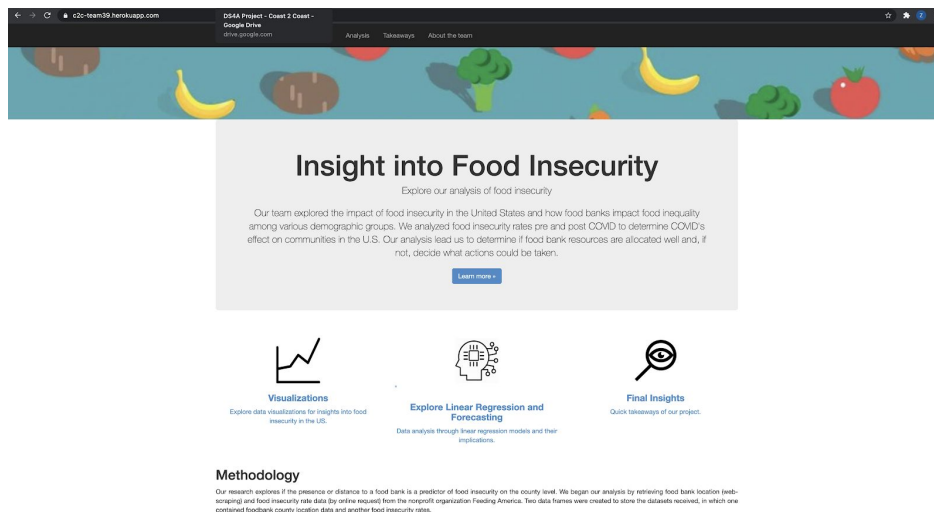 c2c-team39.herokuapp.com
DS4A Project - Coast 2 Coast -
Google Drive
drive.google.com
Analysis Takeaways About the team
Insight into Food Insecurity
Explore our analysis of food insecurity
Our team explored the impact of food insecurity in the United States and how food banks impact food inequality
among various demographic groups. We analyzed food insecurity rates pre and post COVID to determine COVID's
effect on communities in the U.S. Our analysis lead us to determine if food bank resources are allocated well and, if
not, decide what actions could be taken.
Learn more »
Visualizations
Explore data visualizations for insights into food
insecurity in the US.
Explore Linear Regression and
Forecasting
Data analysis through linear regression models and their
implications.
Final Insights
Quick takeaways of our project.
Methodology
Our research explores if the presence or distance to a food bank is a predictor of food insecurity on the county level. We began our analysis by retrieving food bank location (web-
scraping) and food insecurity rate data (by online request) from the nonprofit organization Feeding America. Two data frames were created to store the datasets received, in which one
contained foodbank county location data and another food insecurity rates.